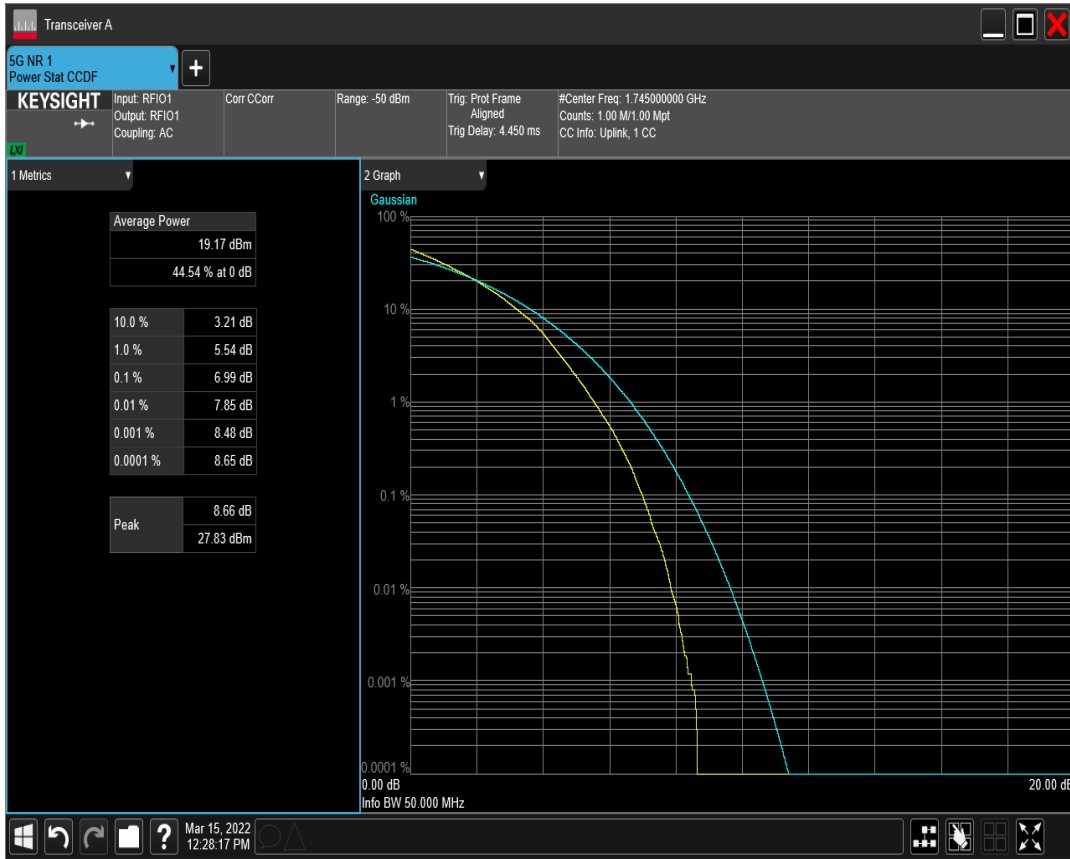 Transceiver A
5G NR 1
Power Stat CCDF
+
KEYSIGHT
LXI
Input: RFIO1
Output: RFIO1
Coupling: AC
Corr CCorr
Range: -50 dBm
Trig: Prot Frame
Aligned
Trig Delay: 4.450 ms
#Center Freq: 1.745000000 GHz
Counts: 1.00 M/1.00 Mpt
CC Info: Uplink, 1 CC
1 Metrics
Average Power
19.17 dBm
44.54 % at 0 dB
10.0 % 3.21 dB
1.0 % 5.54 dB
0.1 % 6.99 dB
0.01 % 7.85 dB
0.001 % 8.48 dB
0.0001 % 8.65 dB
Peak
8.66 dB
27.83 dBm
2 Graph
Gaussian
100 %
10 %
1 %
0.1 %
0.01 %
0.001 %
0.0001 %
0.00 dB 20.00 dB
Info BW 50.000 MHz
?
Mar 15, 2022
12:28:17 PM